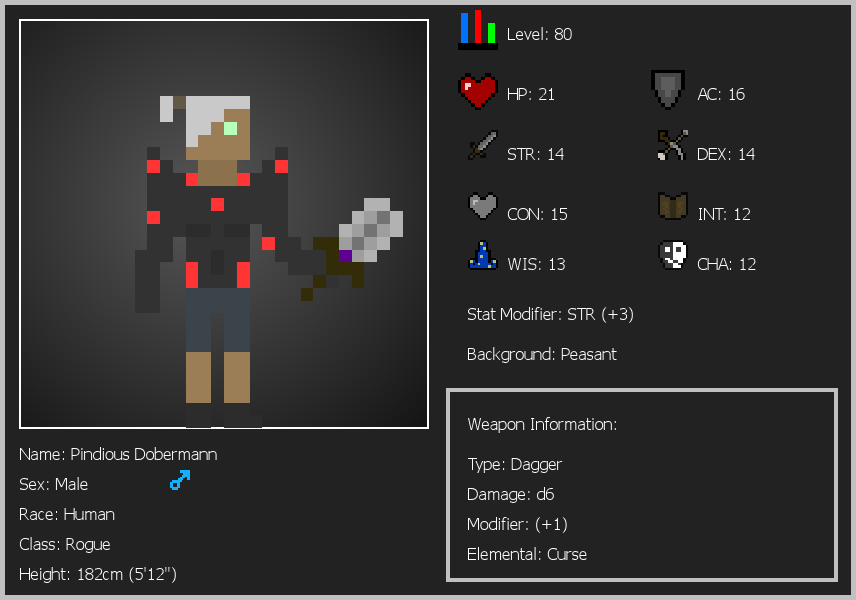 Level: 80
HP: 21
AC: 16
STR: 14
DEX: 14
CON: 15
INT: 12
WIS: 13
CHA: 12
Stat Modifier: STR (+3)
Background: Peasant
Weapon Information:
Type: Dagger
Damage: d6
Modifier: (+1)
Elemental: Curse
Name: Pindious Dobermann
Sex: Male
Race: Human
Class: Rogue
Height: 182cm (5'12")